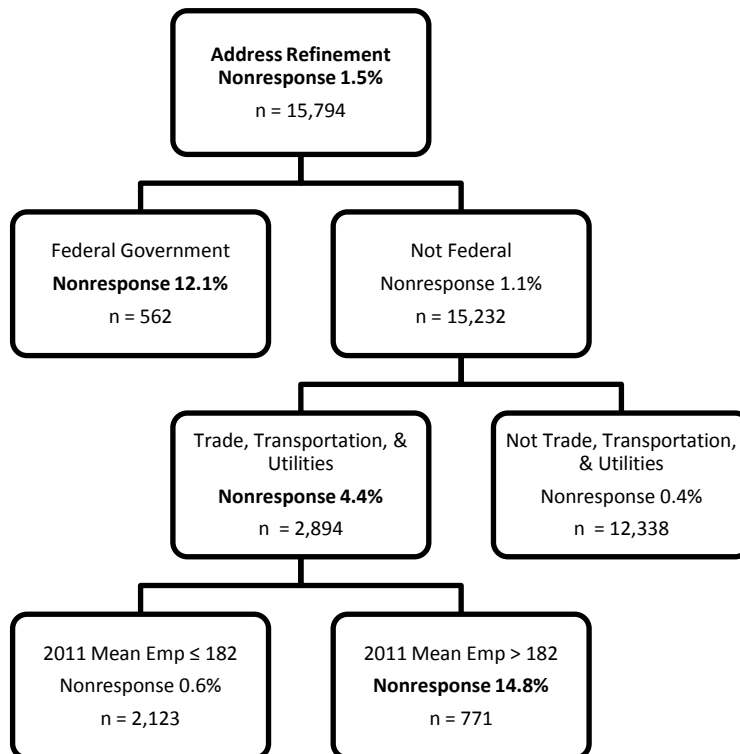 Address Refinement
Nonresponse 1.5%
n = 15,794
Federal Government
Nonresponse 12.1%
n = 562
Not Federal
Nonresponse 1.1%
n = 15,232
Trade, Transportation, &
Utilities
Nonresponse 4.4%
n = 2,894
Not Trade, Transportation,
& Utilities
Nonresponse 0.4%
n = 12,338
2011 Mean Emp ≤ 182
Nonresponse 0.6%
n = 2,123
2011 Mean Emp > 182
Nonresponse 14.8%
n = 771